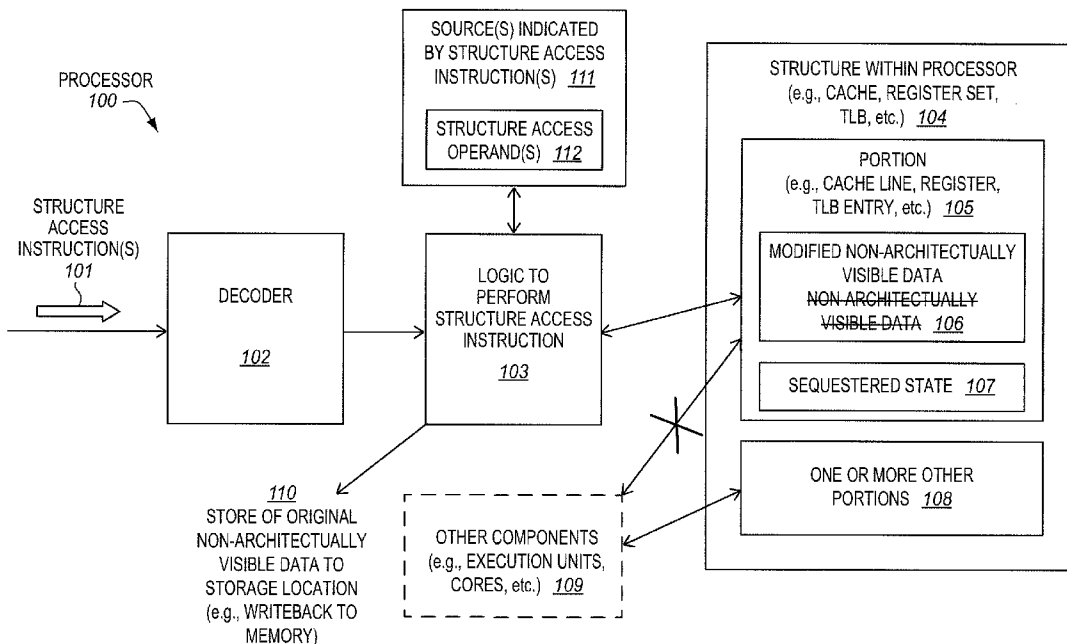 PROCESSOR
100
STRUCTURE
ACCESS
INSTRUCTION(S)
101
DECODER
102
SOURCE(S) INDICATED
BY STRUCTURE ACCESS
INSTRUCTION(S) 111
STRUCTURE ACCESS
OPERAND(S) 112
LOGIC TO
PERFORM
STRUCTURE ACCESS
INSTRUCTION
103
110
STORE OF ORIGINAL
NON-ARCHITECTUALLY
VISIBLE DATA TO
STORAGE LOCATION
(e.g., WRITEBACK TO
MEMORY)
OTHER COMPONENTS
(e.g., EXECUTION UNITS,
CORES, etc.) 109
STRUCTURE WITHIN PROCESSOR
(e.g., CACHE, REGISTER SET,
TLB, etc.) 104
PORTION
(e.g., CACHE LINE, REGISTER,
TLB ENTRY, etc.) 105
MODIFIED NON-ARCHITECTUALLY
VISIBLE DATA
NON-ARCHITECTUALLY
VISIBLE DATA 106
SEQUESTERED STATE 107
ONE OR MORE OTHER
PORTIONS 108